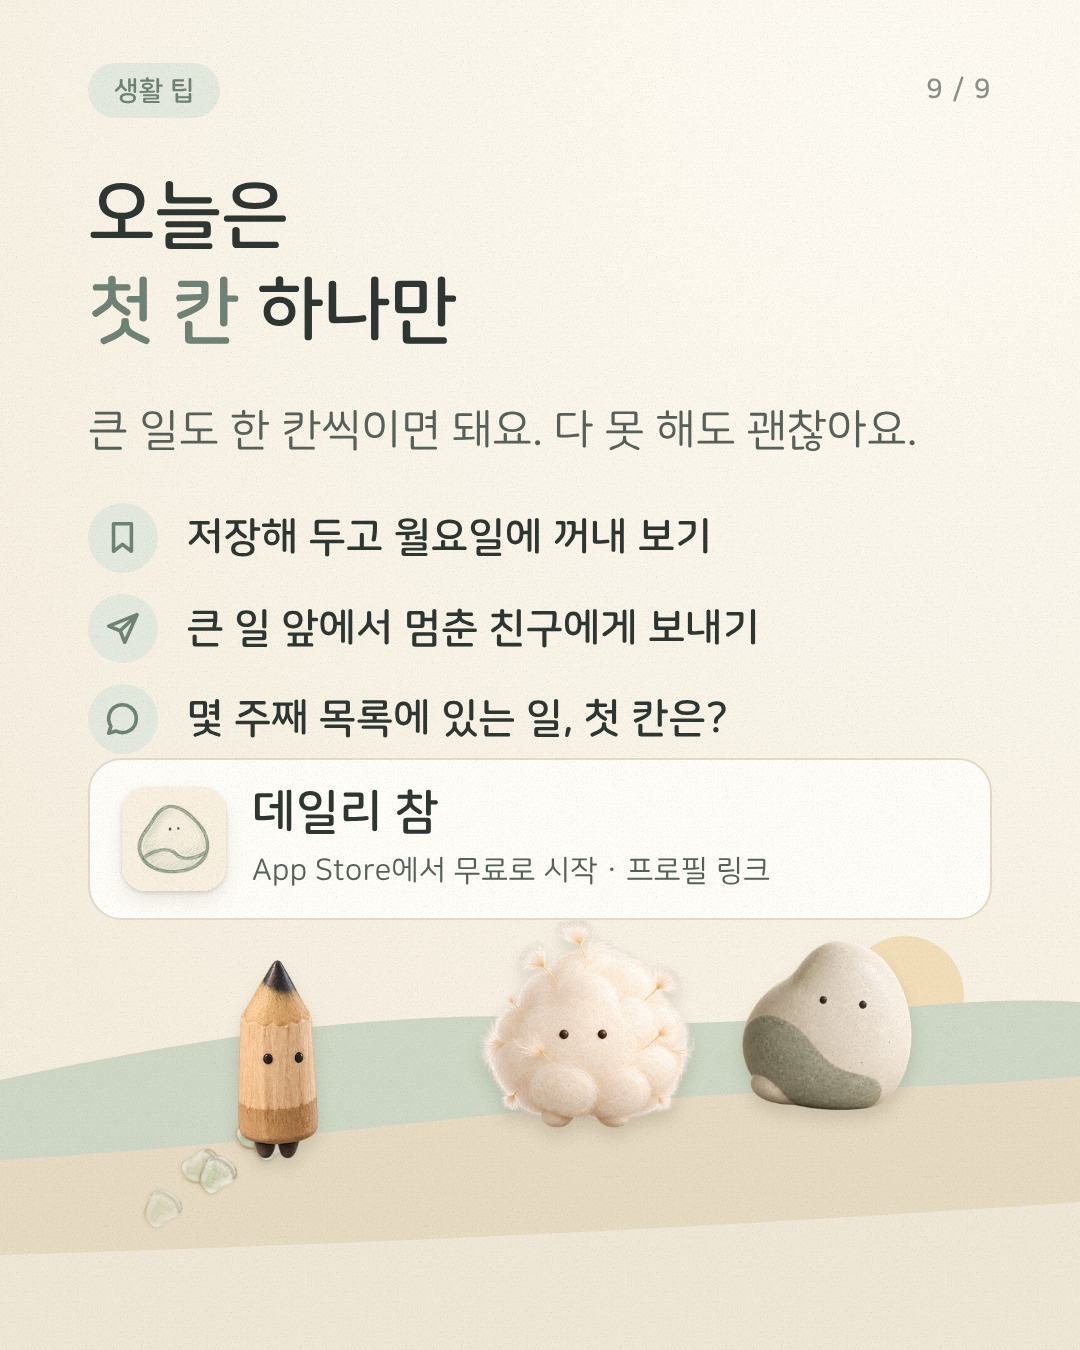 생활 팁
9 / 9
오늘은
첫 칸 하나만
큰 일도 한 칸씩이면 돼요. 다 못 해도 괜찮아요.
저장해 두고 월요일에 꺼내 보기
큰 일 앞에서 멈춘 친구에게 보내기
몇 주째 목록에 있는 일, 첫 칸은?
데일리 참
App Store에서 무료로 시작 · 프로필 링크